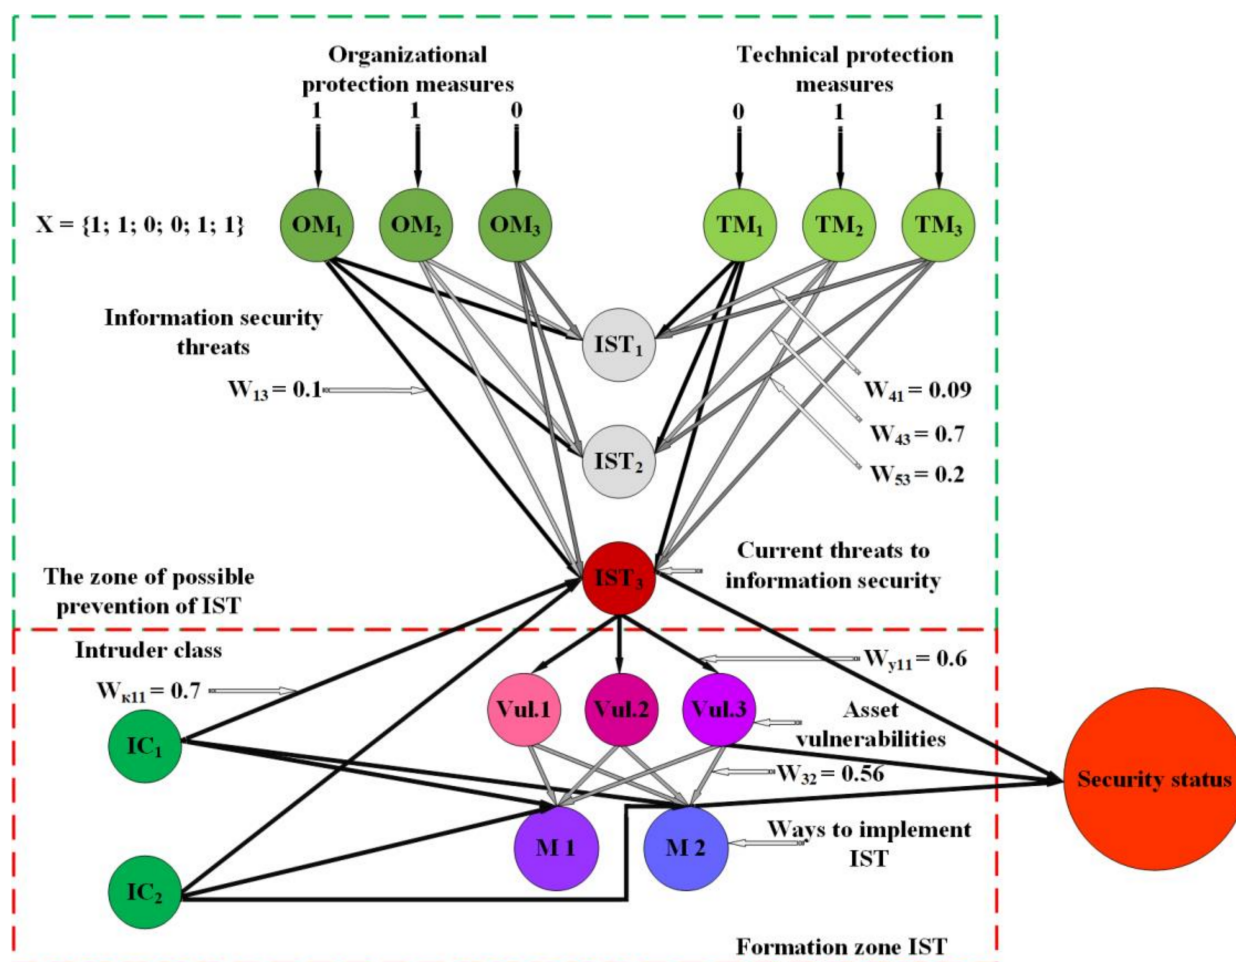 Organizational
protection measures
Technical protection
measures
1
1
0
0
1
1
X = {1; 1; 0; 0; 1; 1}
OM₁
OM₂
OM₃
TM₁
TM₂
TM₃
Information security
threats
IST₁
W₁₃ = 0.1
W₄₁ = 0.09
W₄₃ = 0.7
IST₂
W₅₃ = 0.2
Current threats to
information security
IST₃
The zone of possible
prevention of IST
Intruder class
Wₖ₁₁ = 0.7
Wᵧ₁₁ = 0.6
IC₁
Vul.1
Vul.2
Vul.3
Asset
vulnerabilities
W₃₂ = 0.56
Security status
M 1
M 2
Ways to implement
IST
IC₂
Formation zone IST